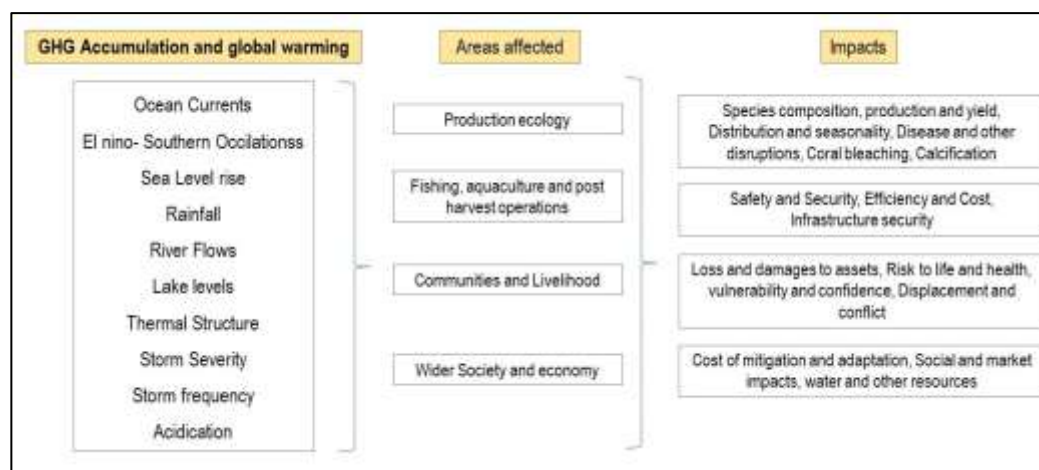 GHG Accumulation and global warming
Ocean Currents
El nino- Southern Occilationss
Sea Level rise
Rainfall
River Flows
Lake levels
Thermal Structure
Storm Severity
Storm frequency
Acidication
Areas affected
Production ecology
Fishing, aquaculture and post
harvest operations
Communities and Livelihood
Wider Society and economy
Impacts
Species composition, production and yield,
Distribution and seasonality, Disease and other
disruptions, Coral bleaching, Calcification
Safety and Security, Efficiency and Cost,
Infrastructure security
Loss and damages to assets, Risk to life and health,
vulnerability and confidence, Displacement and
conflict
Cost of mitigation and adaptation, Social and market
impacts, water and other resources